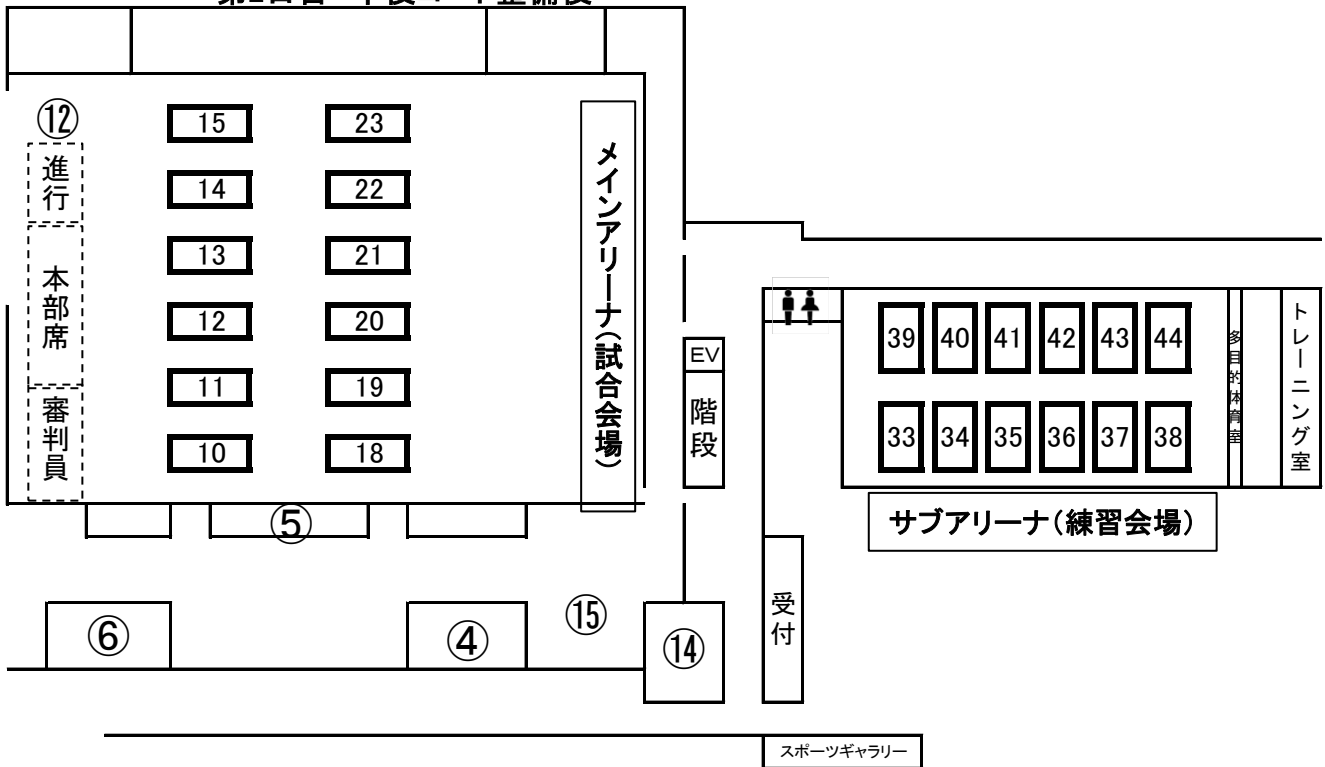 ⑫
進行
本部席
審判員
15 23
14 22
13 21
12 20
11 19
10 18
メインアリーナ(試合会場)
EV
階段
39 40 41 42 43 44
33 34 35 36 37 38
多目的体育室
トレーニング室
サブアリーナ(練習会場)
⑤
⑥
④
⑮
⑭
受付
スポーツギャラリー